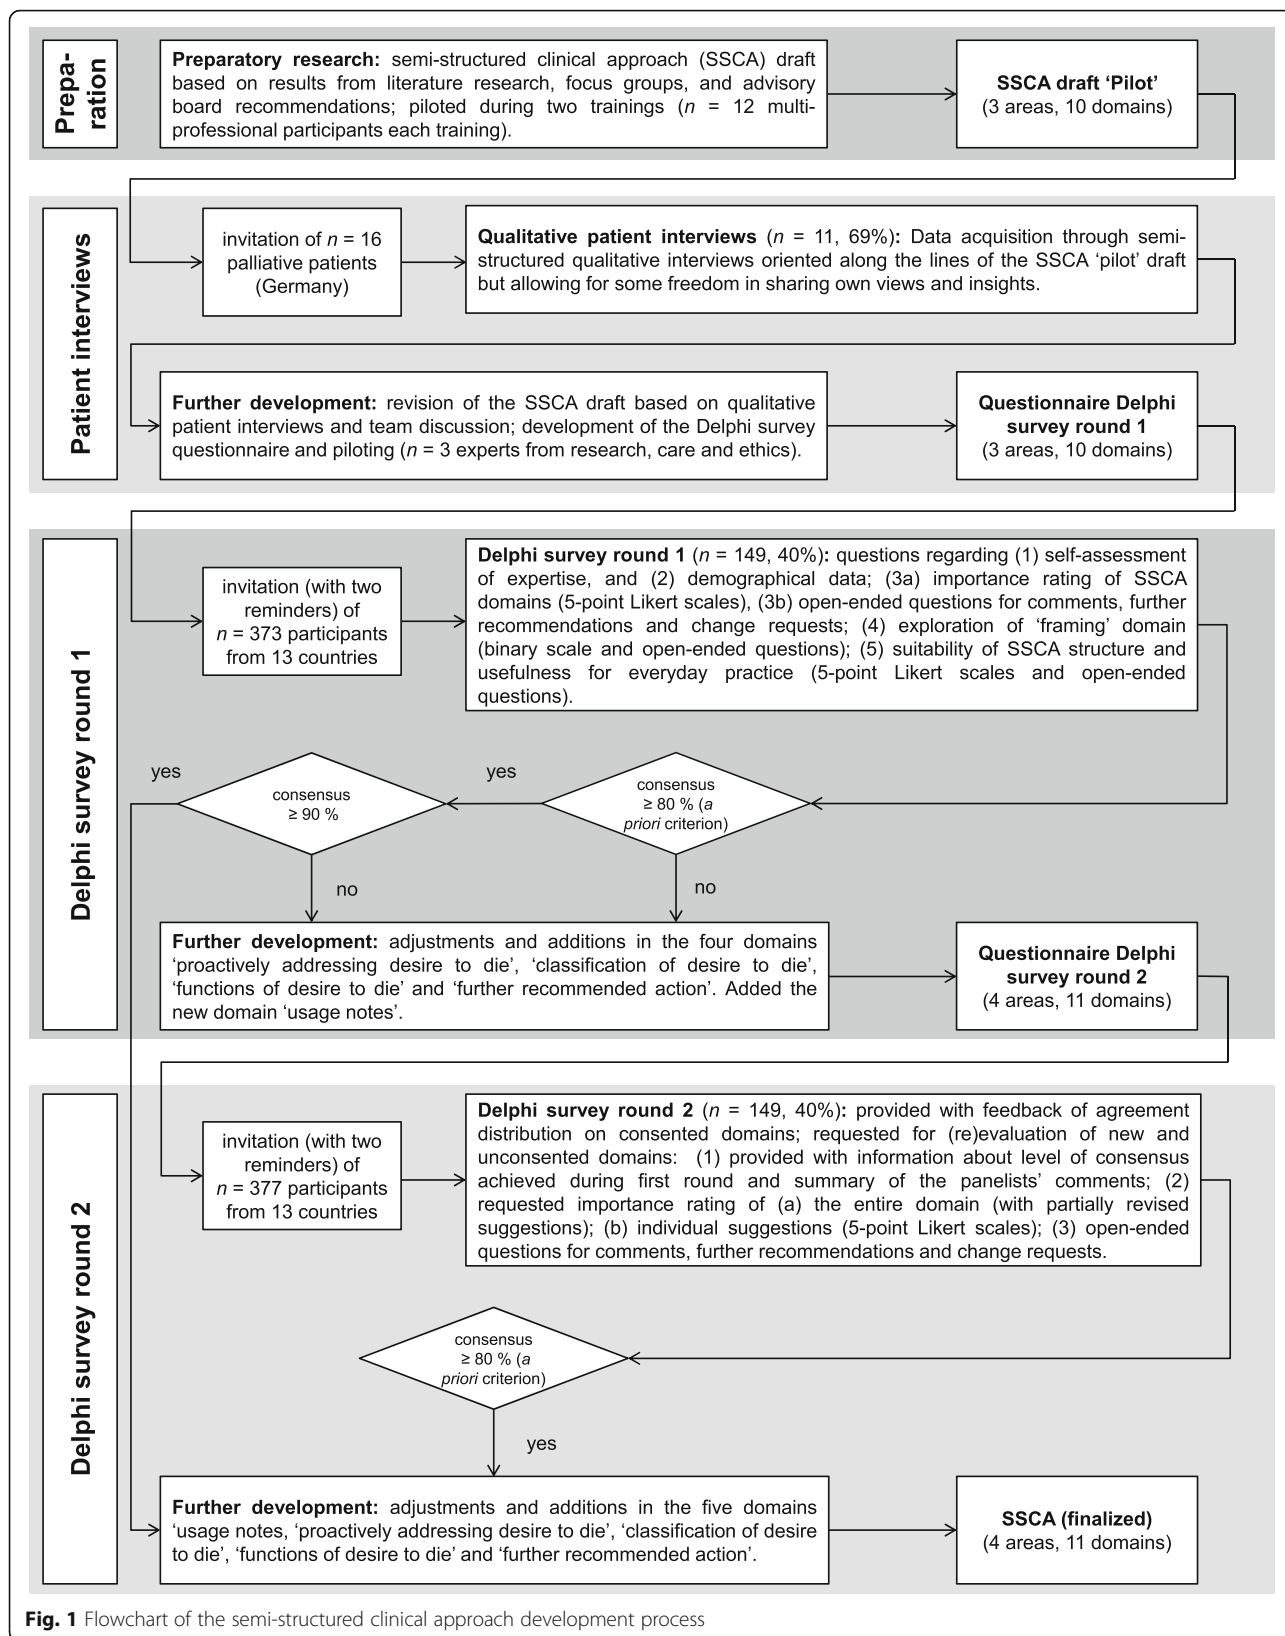 Prepa-
ration
Preparatory research: semi-structured clinical approach (SSCA) draft
based on results from literature research, focus groups, and advisory
board recommendations; piloted during two trainings (n = 12 multi-
professional participants each training).
SSCA draft ‘Pilot’
(3 areas, 10 domains)
Patient interviews
invitation of n = 16
palliative patients
(Germany)
Qualitative patient interviews (n = 11, 69%): Data acquisition through semi-
structured qualitative interviews oriented along the lines of the SSCA ‘pilot’ draft
but allowing for some freedom in sharing own views and insights.
Further development: revision of the SSCA draft based on qualitative
patient interviews and team discussion; development of the Delphi survey
questionnaire and piloting (n = 3 experts from research, care and ethics).
Questionnaire Delphi
survey round 1
(3 areas, 10 domains)
Delphi survey round 1
invitation (with two
reminders) of
n = 373 participants
from 13 countries
Delphi survey round 1 (n = 149, 40%): questions regarding (1) self-assessment
of expertise, and (2) demographical data; (3a) importance rating of SSCA
domains (5-point Likert scales), (3b) open-ended questions for comments, further
recommendations and change requests; (4) exploration of ‘framing’ domain
(binary scale and open-ended questions); (5) suitability of SSCA structure and
usefulness for everyday practice (5-point Likert scales and open-ended
questions).
yes
consensus
≥ 90 %
yes
consensus
≥ 80 % (a
priori criterion)
no
no
Further development: adjustments and additions in the four domains
‘proactively addressing desire to die’, ‘classification of desire to die’,
‘functions of desire to die’ and ‘further recommended action’. Added the
new domain ‘usage notes’.
Questionnaire Delphi
survey round 2
(4 areas, 11 domains)
Delphi survey round 2
invitation (with two
reminders) of
n = 377 participants
from 13 countries
Delphi survey round 2 (n = 149, 40%): provided with feedback of agreement
distribution on consented domains; requested for (re)evaluation of new and
unconsented domains: (1) provided with information about level of consensus
achieved during first round and summary of the panelists’ comments; (2)
requested importance rating of (a) the entire domain (with partially revised
suggestions); (b) individual suggestions (5-point Likert scales); (3) open-ended
questions for comments, further recommendations and change requests.
consensus
≥ 80 % (a
priori criterion)
yes
Further development: adjustments and additions in the five domains
‘usage notes, ‘proactively addressing desire to die’, ‘classification of desire
to die’, ‘functions of desire to die’ and ‘further recommended action’.
SSCA (finalized)
(4 areas, 11 domains)
Fig. 1 Flowchart of the semi-structured clinical approach development process